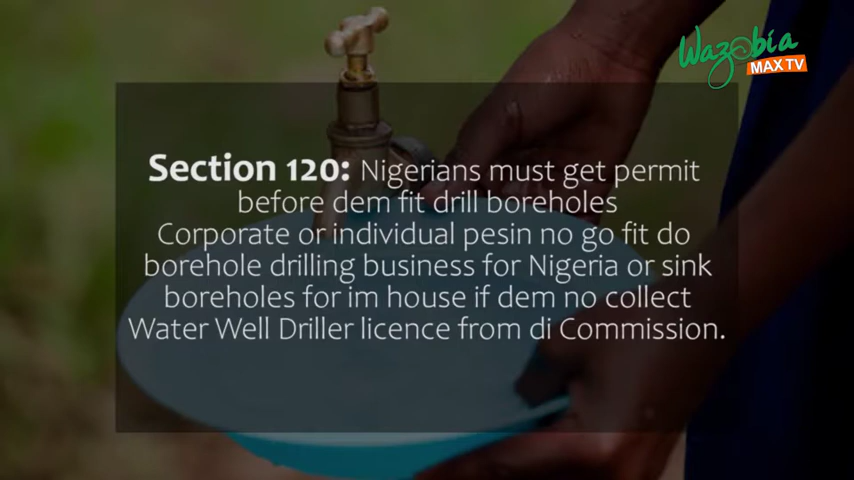 Wazobia
MAX TV
Section 120: Nigerians must get permit
before dem fit drill boreholes
Corporate or individual pesin no go fit do
borehole drilling business for Nigeria or sink
boreholes for im house if dem no collect
Water Well Driller licence from di Commission.